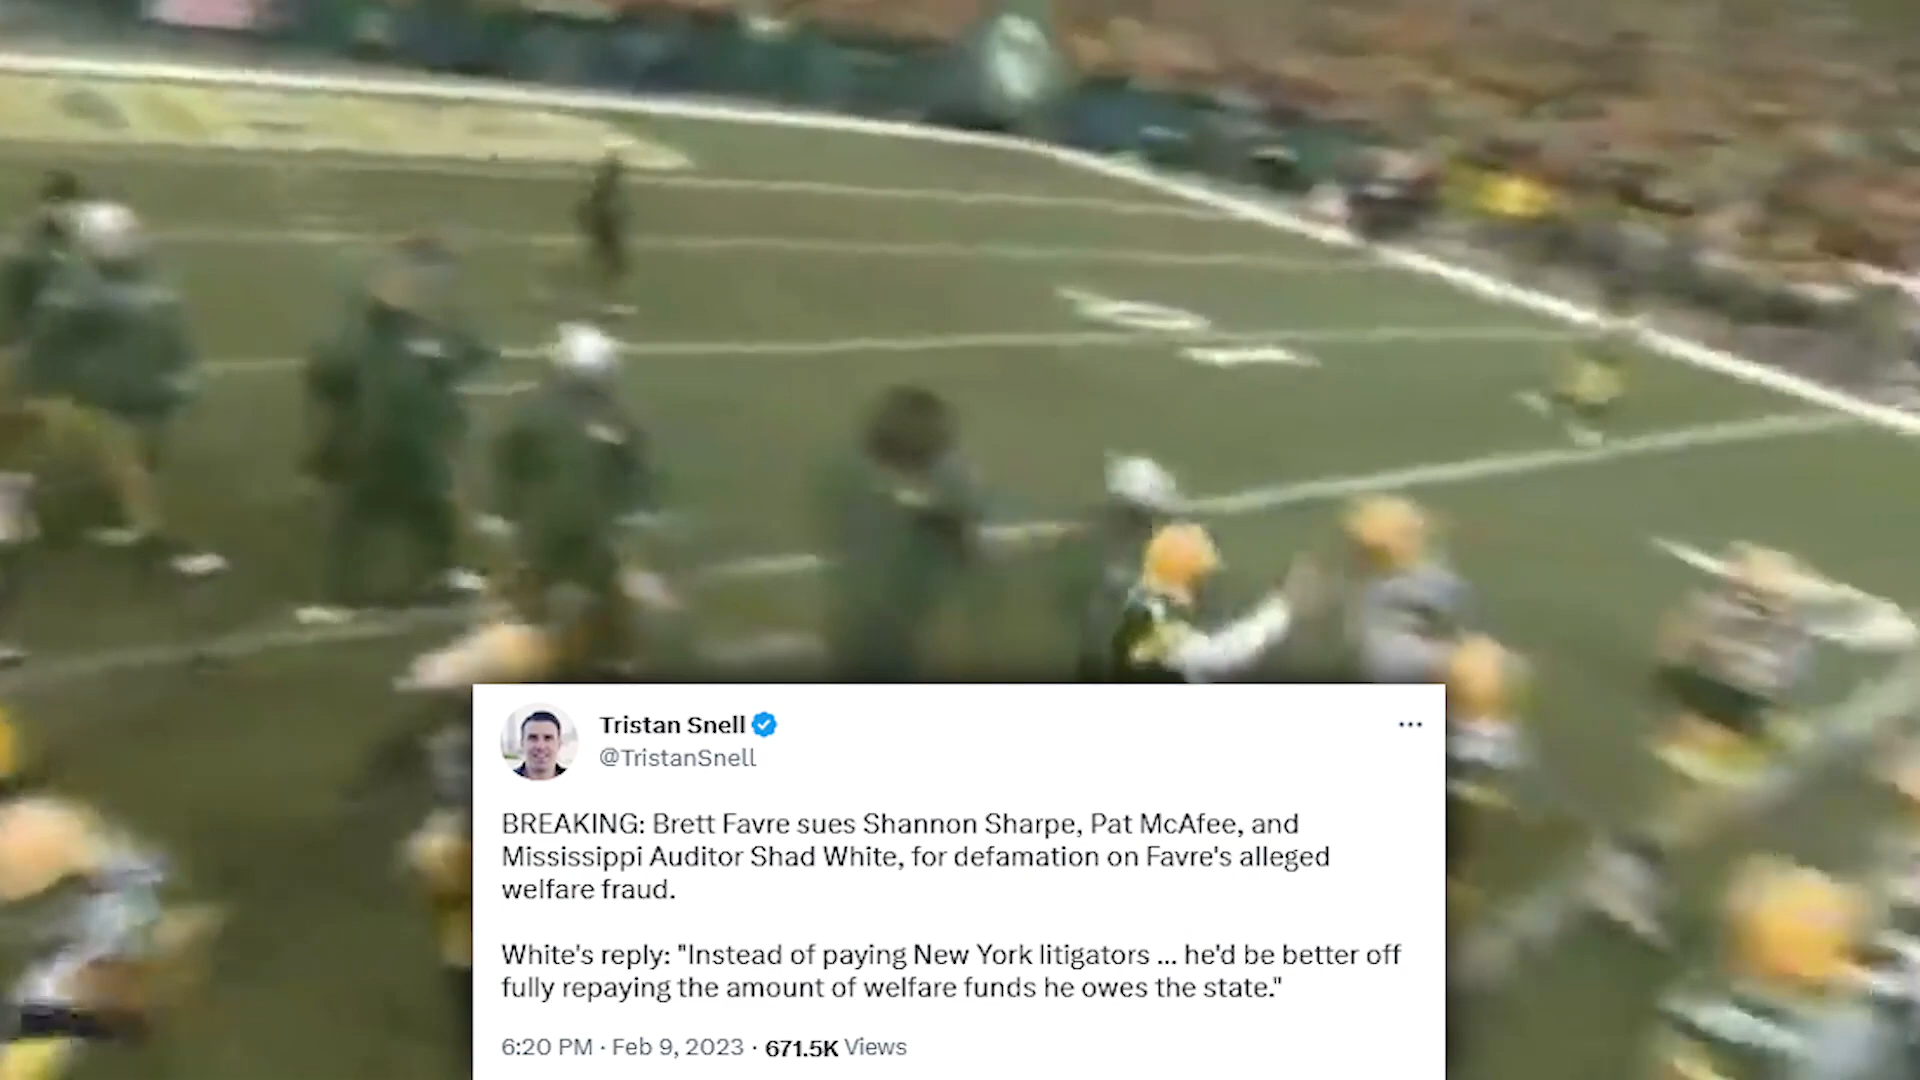 Tristan Snell
@TristanSnell
BREAKING: Brett Favre sues Shannon Sharpe, Pat McAfee, and
Mississippi Auditor Shad White, for defamation on Favre's alleged
welfare fraud.
White's reply: "Instead of paying New York litigators ... he'd be better off
fully repaying the amount of welfare funds he owes the state."
6:20 PM · Feb 9, 2023 · 671.5K Views